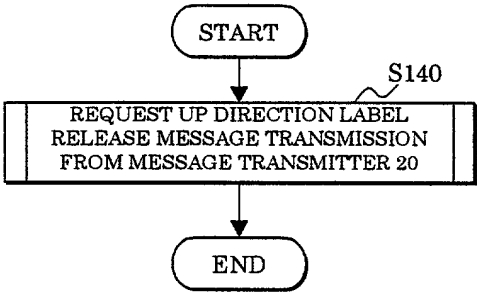 START
S140
REQUEST UP DIRECTION LABEL
RELEASE MESSAGE TRANSMISSION
FROM MESSAGE TRANSMITTER 20
END